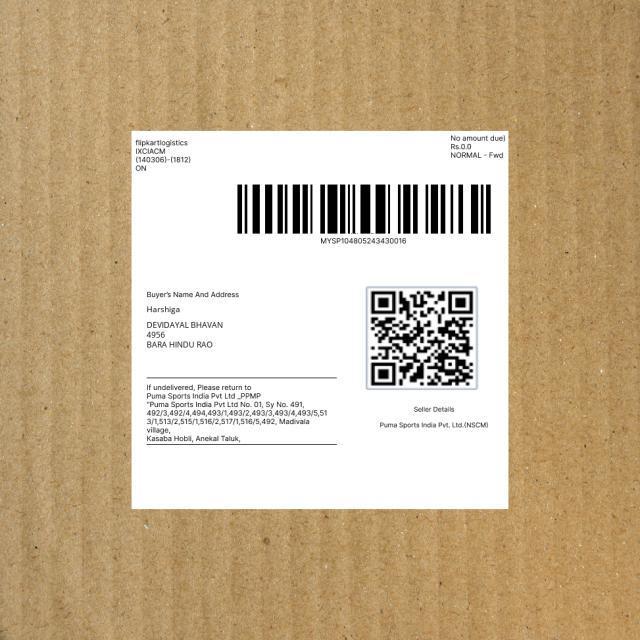 flipkartlogistics
IXCIACM
(140306)-(1812)
ON
No amount due)
Rs.0.0
NORMAL - Fwd
MYSP104805243430016
Buyer's Name And Address
Harshiga
DEVIDAYAL BHAVAN
4956
BARA HINDU RAO
If undelivered, Please return to
Puma Sports India Pvt Ltd _PPMP
"Puma Sports India Pvt Ltd No. 01, Sy No. 491,
492/3,492/4,494,493/1,493/2,493/3,493/4,493/5,51
3/1,513/2,515/1,516/2,517/1,516/5,492, Madivala
village,
Kasaba Hobli, Anekal Taluk,
Seller Details
Puma Sports India Pvt. Ltd.(NSCM)